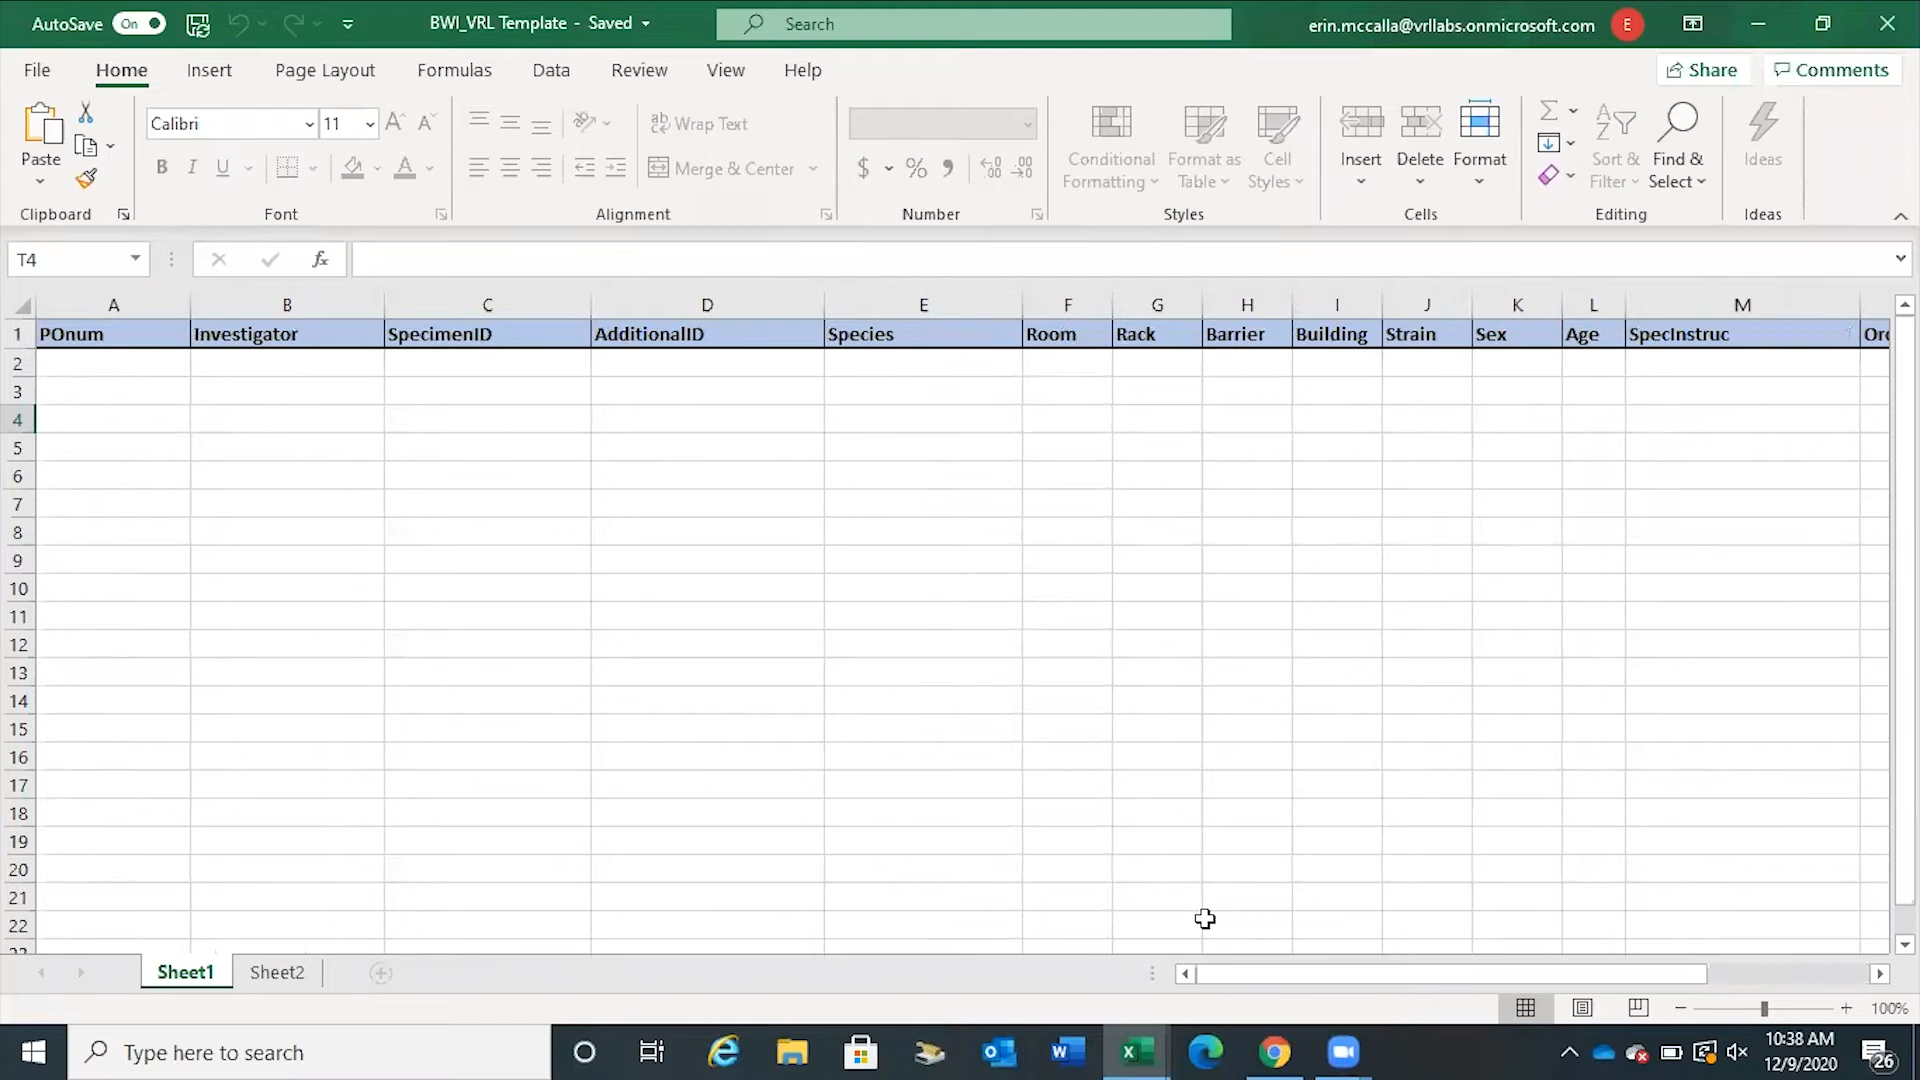 AutoSave On BWI_VRL Template - Saved Search erin.mccalla@vrllabs.onmicrosoft.com E
File Home Insert Page Layout Formulas Data Review View Help Share Comments
Paste
Calibri 11
B I U A
ab Wrap Text
Merge & Center
$ % 9
Conditional Formatting
Format as Table
Cell Styles
Insert Delete Format
Sort & Filter
Find & Select
Ideas
Clipboard Font Alignment Number Styles Cells Editing Ideas
T4 fx
A B C D E F G H I J K L M
1 POnum Investigator SpecimenID AdditionalID Species Room Rack Barrier Building Strain Sex Age SpecInstruc Orc
2
3
4
5
6
7
8
9
10
11
12
13
14
15
16
17
18
19
20
21
22
Sheet1 Sheet2
100%
Type here to search
10:38 AM
12/9/2020
26